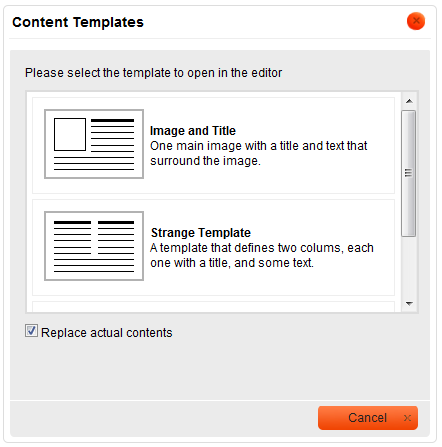 Content Templates
Please select the template to open in the editor
Image and Title
One main image with a title and text that
surround the image.
Strange Template
A template that defines two colums, each
one with a title, and some text.
Replace actual contents
Cancel